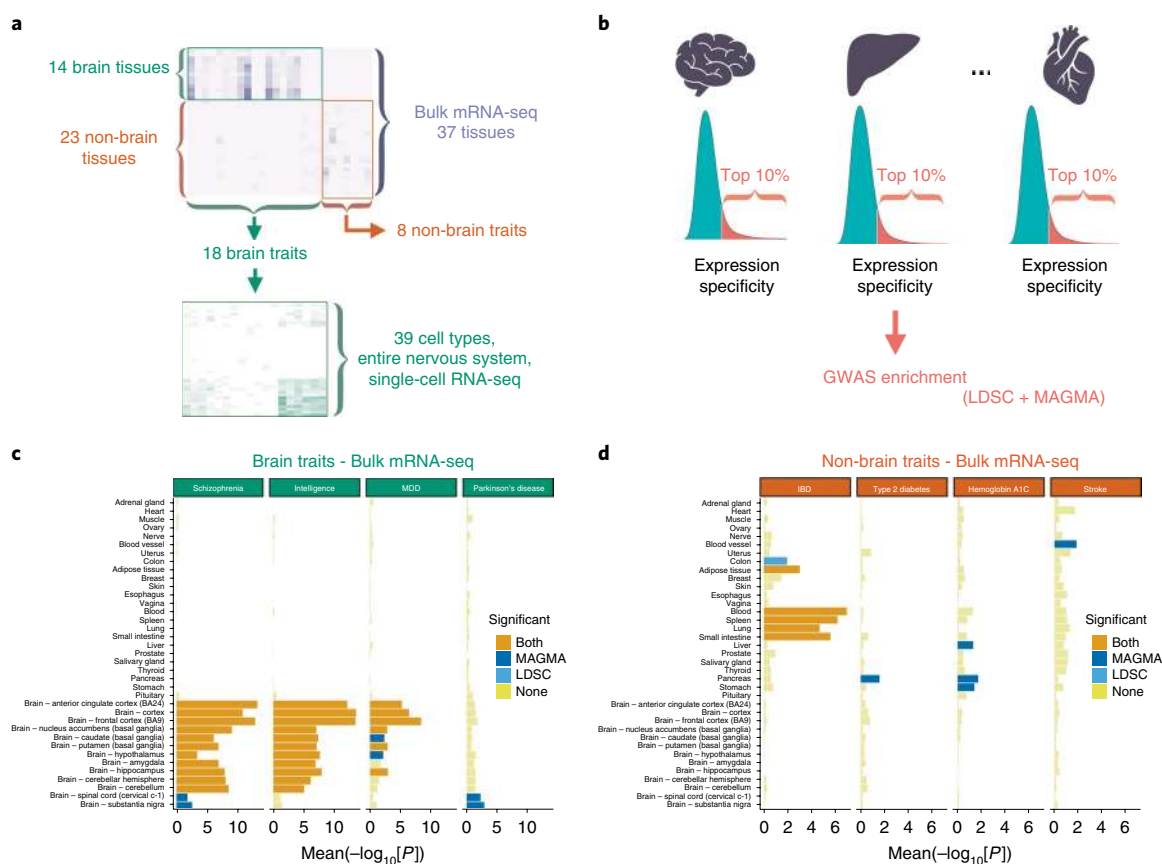 a
14 brain tissues
23 non-brain
tissues
Bulk mRNA-seq
37 tissues
8 non-brain traits
18 brain traits
39 cell types,
entire nervous system,
single-cell RNA-seq
b
...
Top 10%
Top 10%
Top 10%
Expression
specificity
Expression
specificity
Expression
specificity
GWAS enrichment
(LDSC + MAGMA)
c
Brain traits - Bulk mRNA-seq
Schizophrenia
Intelligence
MDD
Parkinson's disease
Adrenal gland
Heart
Muscle
Ovary
Nerve
Blood vessel
Uterus
Colon
Adipose tissue
Breast
Skin
Esophagus
Vagina
Blood
Spleen
Lung
Small intestine
Liver
Prostate
Salivary gland
Thyroid
Pancreas
Stomach
Pituitary
Brain – anterior cingulate cortex (BA24)
Brain – cortex
Brain – frontal cortex (BA9)
Brain – nucleus accumbens (basal ganglia)
Brain – caudate (basal ganglia)
Brain – putamen (basal ganglia)
Brain – hypothalamus
Brain – amygdala
Brain – hippocampus
Brain – cerebellar hemisphere
Brain – cerebellum
Brain – spinal cord (cervical c-1)
Brain – substantia nigra
Significant
Both
MAGMA
LDSC
None
0 5 10 0 5 10 0 5 10 0 5 10
Mean(–log10[P])
d
Non-brain traits - Bulk mRNA-seq
IBD
Type 2 diabetes
Hemoglobin A1C
Stroke
Adrenal gland
Heart
Muscle
Ovary
Nerve
Blood vessel
Uterus
Colon
Adipose tissue
Breast
Skin
Esophagus
Vagina
Blood
Spleen
Lung
Small intestine
Liver
Prostate
Salivary gland
Thyroid
Pancreas
Stomach
Pituitary
Brain – anterior cingulate cortex (BA24)
Brain – cortex
Brain – frontal cortex (BA9)
Brain – nucleus accumbens (basal ganglia)
Brain – caudate (basal ganglia)
Brain – putamen (basal ganglia)
Brain – hypothalamus
Brain – amygdala
Brain – hippocampus
Brain – cerebellar hemisphere
Brain – cerebellum
Brain – spinal cord (cervical c-1)
Brain – substantia nigra
Significant
Both
MAGMA
LDSC
None
0 2 4 6 0 2 4 6 0 2 4 6 0 2 4 6
Mean(–log10[P])